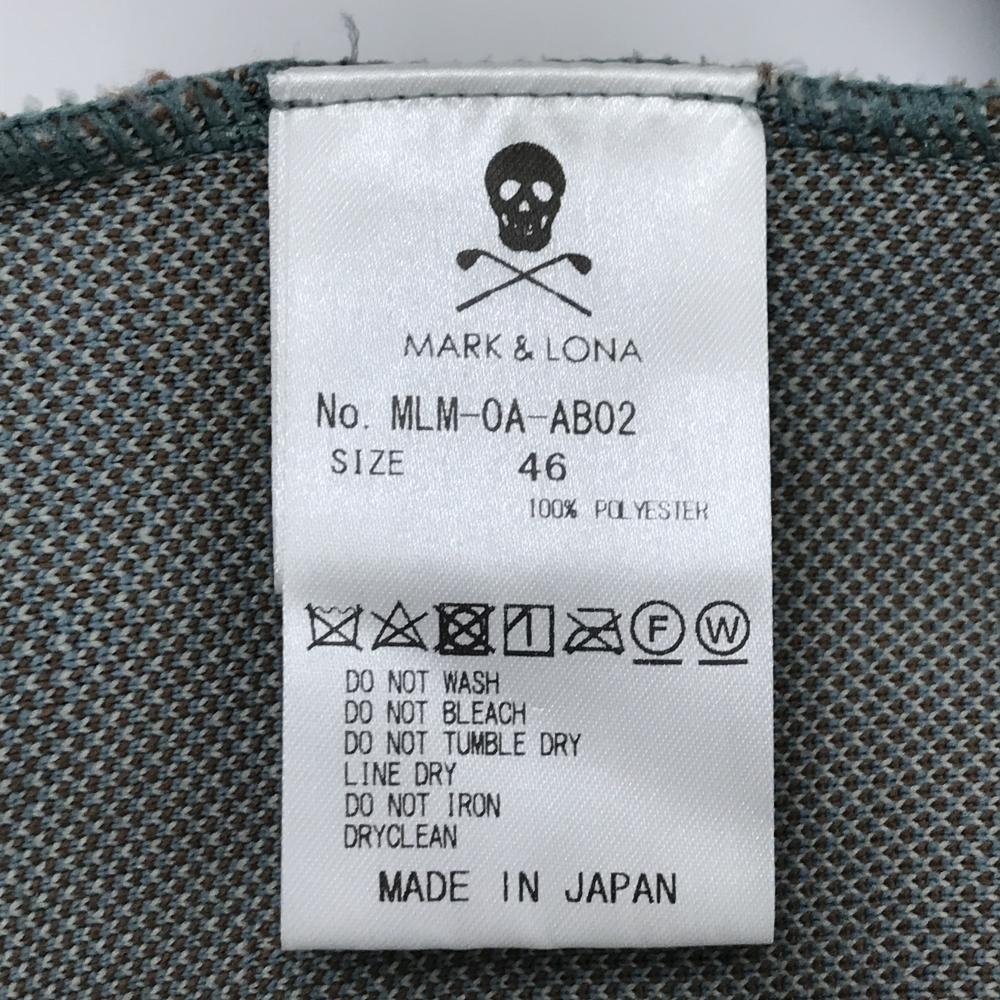 MARK & LONA
No. MLM-OA-AB02
SIZE 46
100% POLYESTER
F W
DO NOT WASH
DO NOT BLEACH
DO NOT TUMBLE DRY
LINE DRY
DO NOT IRON
DRYCLEAN
MADE IN JAPAN